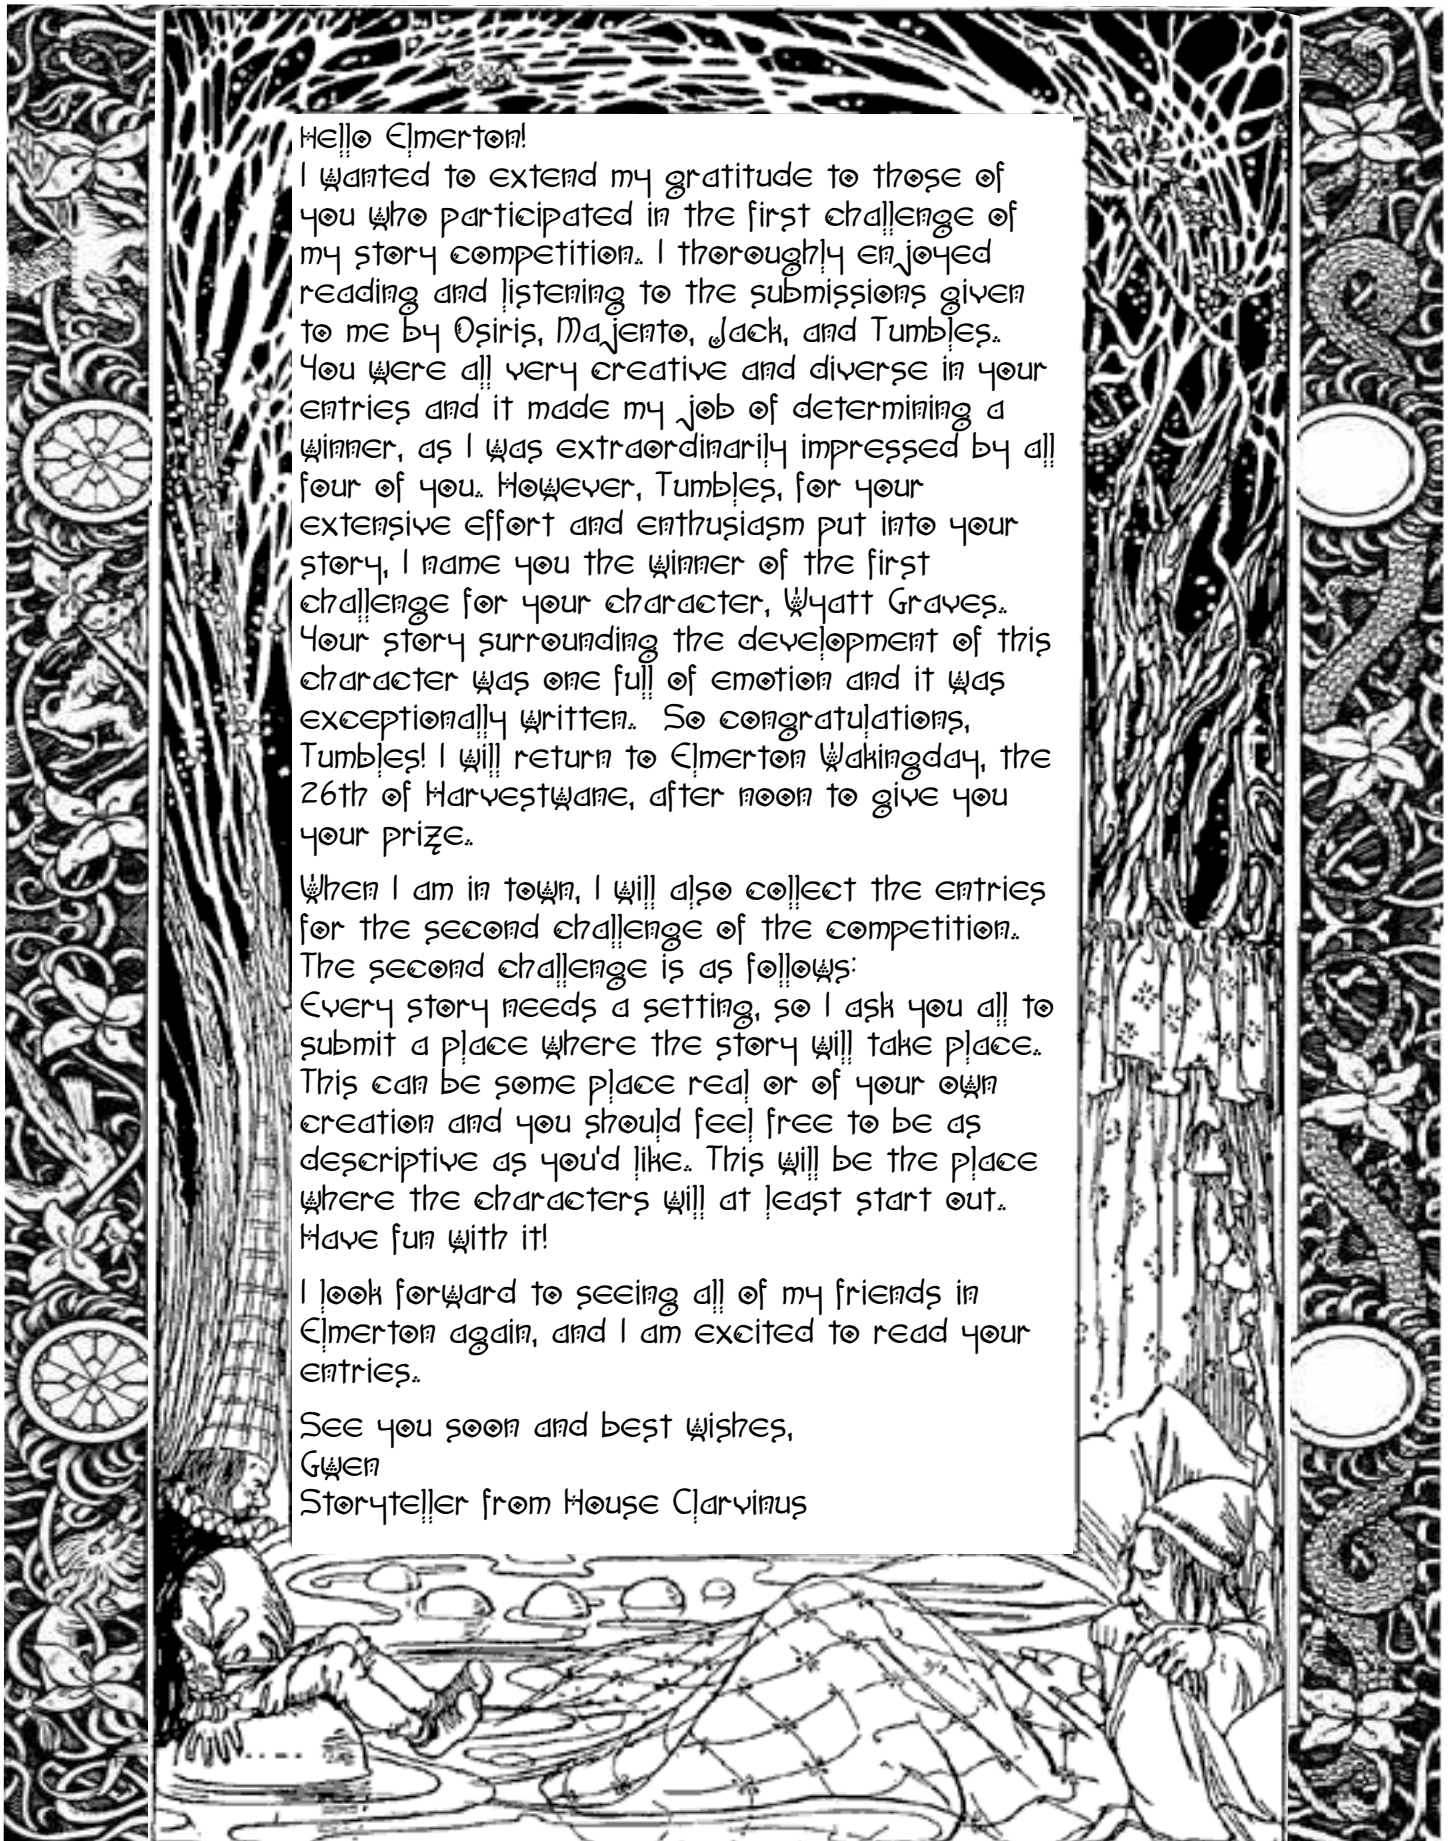 Hello Elmerton!
I wanted to extend my gratitude to those of
you who participated in the first challenge of
my story competition. I thoroughly enjoyed
reading and listening to the submissions given
to me by Osiris, Majento, Jack, and Tumbles.
You were all very creative and diverse in your
entries and it made my job of determining a
winner, as I was extraordinarily impressed by all
four of you. However, Tumbles, for your
extensive effort and enthusiasm put into your
story, I name you the winner of the first
challenge for your character, Wyatt Graves.
Your story surrounding the development of this
character was one full of emotion and it was
exceptionally written.  So congratulations,
Tumbles! I will return to Elmerton Wakingday, the
26th of Harvestwane, after noon to give you
your prize.
When I am in town, I will also collect the entries
for the second challenge of the competition.
The second challenge is as follows:
Every story needs a setting, so I ask you all to
submit a place where the story will take place.
This can be some place real or of your own
creation and you should feel free to be as
descriptive as you'd like. This will be the place
where the characters will at least start out.
Have fun with it!
I look forward to seeing all of my friends in
Elmerton again, and I am excited to read your
entries.
See you soon and best wishes,
Gwen
Storyteller from House Clarvinus